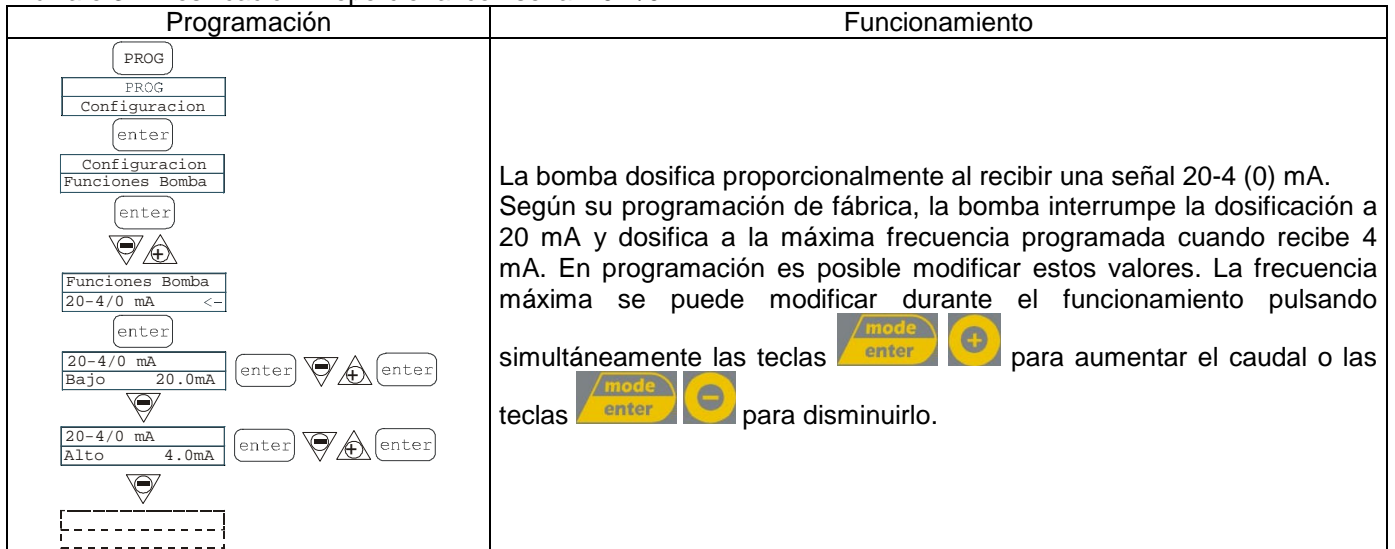 Programación
Funcionamiento
PROG
PROG
Configuracion
enter
Configuracion
Funciones Bomba
enter
Funciones Bomba
20-4/0 mA <-
enter
20-4/0 mA
Bajo 20.0mA
enter
enter
20-4/0 mA
Alto 4.0mA
enter
enter
La bomba dosifica proporcionalmente al recibir una señal 20-4 (0) mA.
Según su programación de fábrica, la bomba interrumpe la dosificación a
20 mA y dosifica a la máxima frecuencia programada cuando recibe 4
mA. En programación es posible modificar estos valores. La frecuencia
máxima se puede modificar durante el funcionamiento pulsando
simultáneamente las teclas mode enter + para aumentar el caudal o las
teclas mode enter - para disminuirlo.